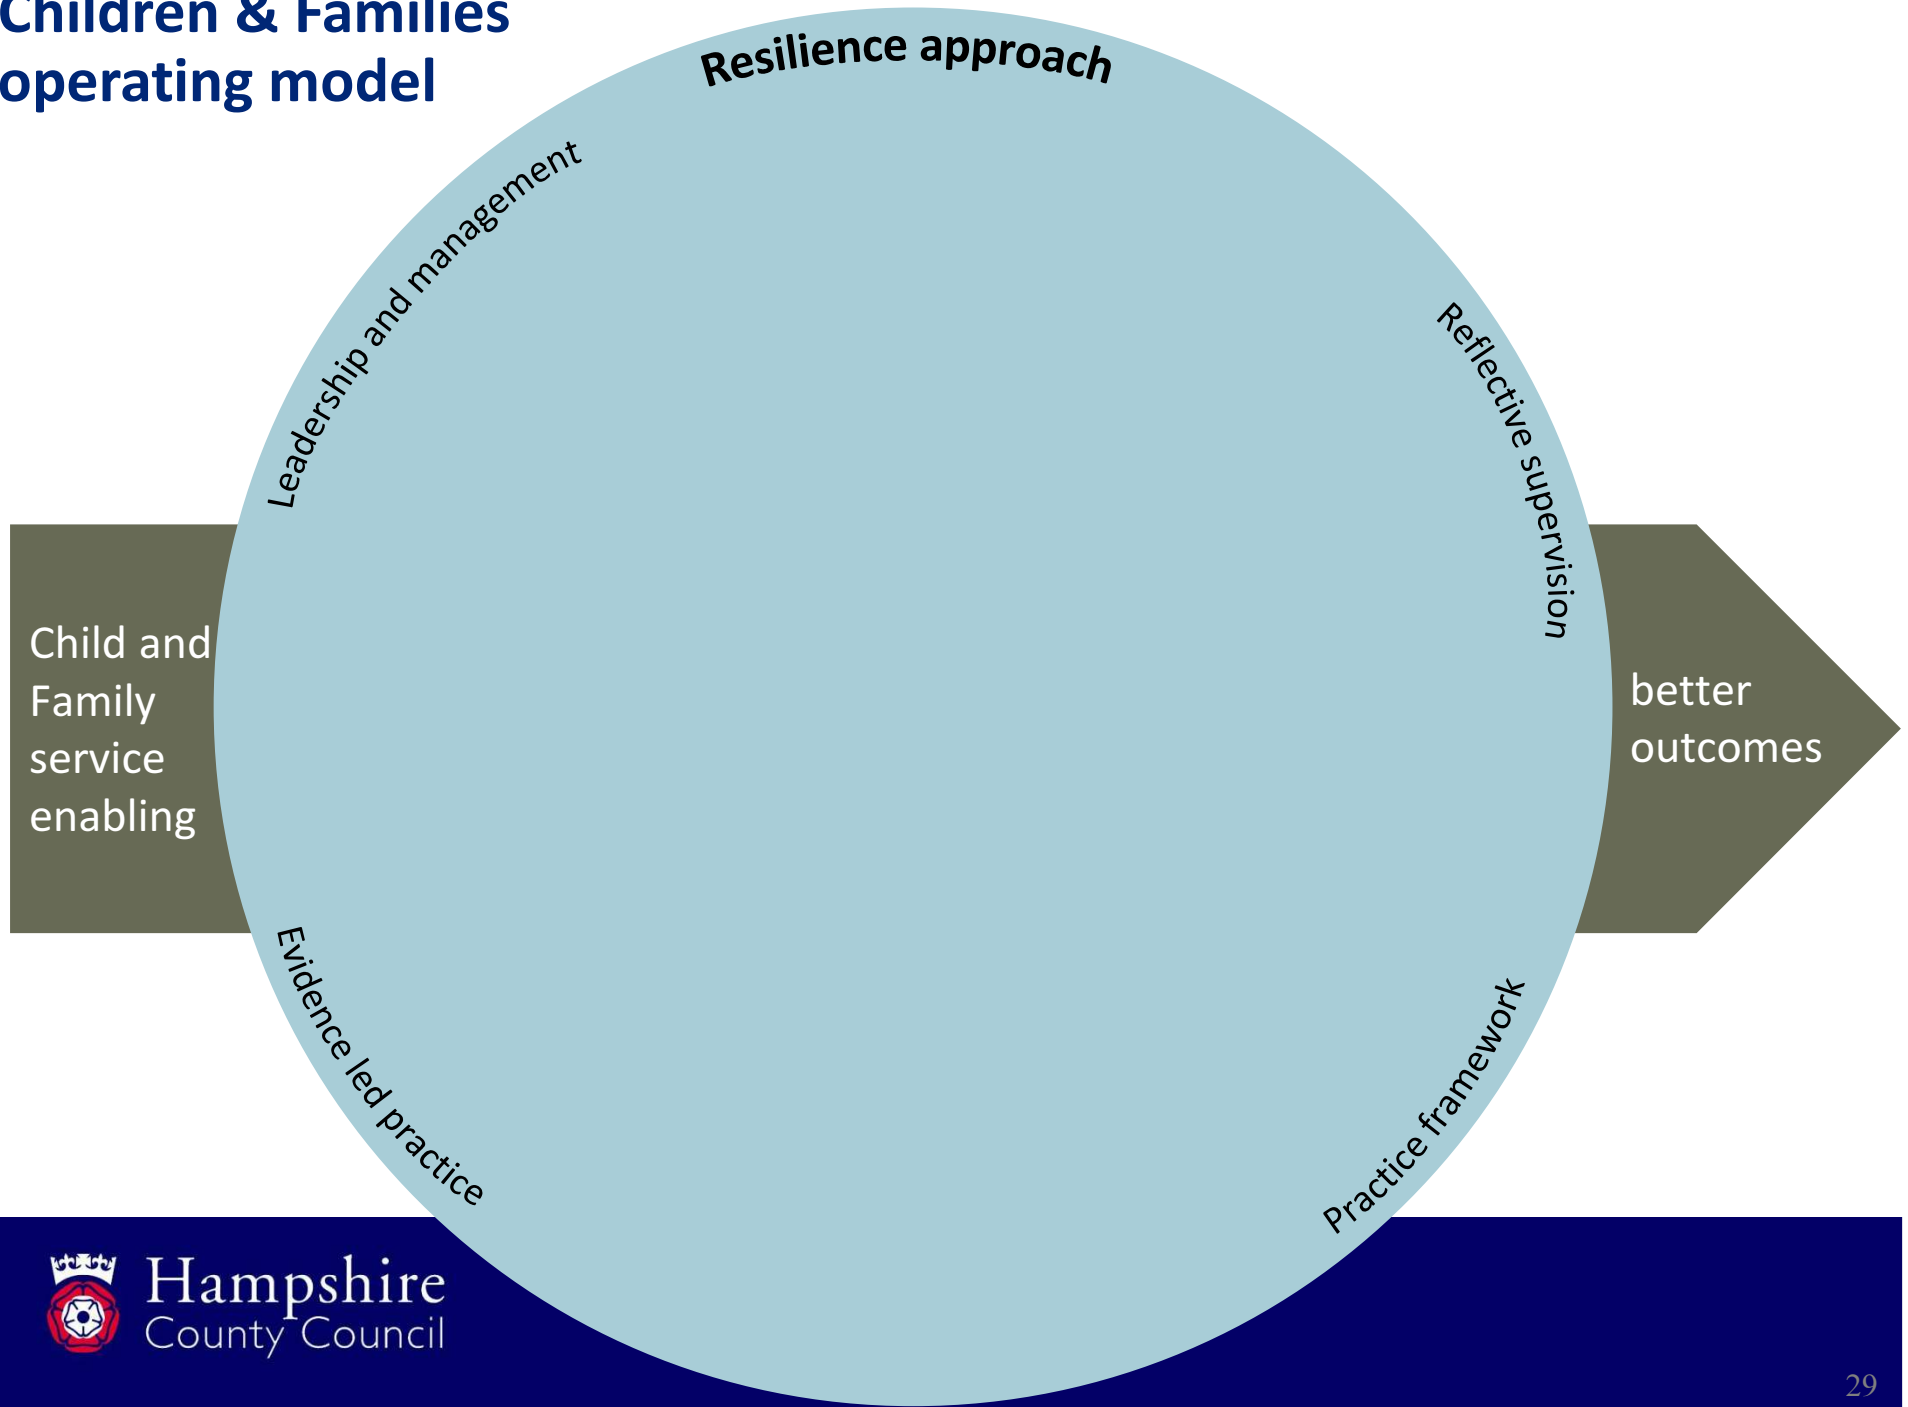 Children & Families
operating model
Resilience approach
Leadership and management
Reflective supervision
Child and
Family
service
enabling
better
outcomes
Evidence led practice
Practice framework
Hampshire
County Council
29